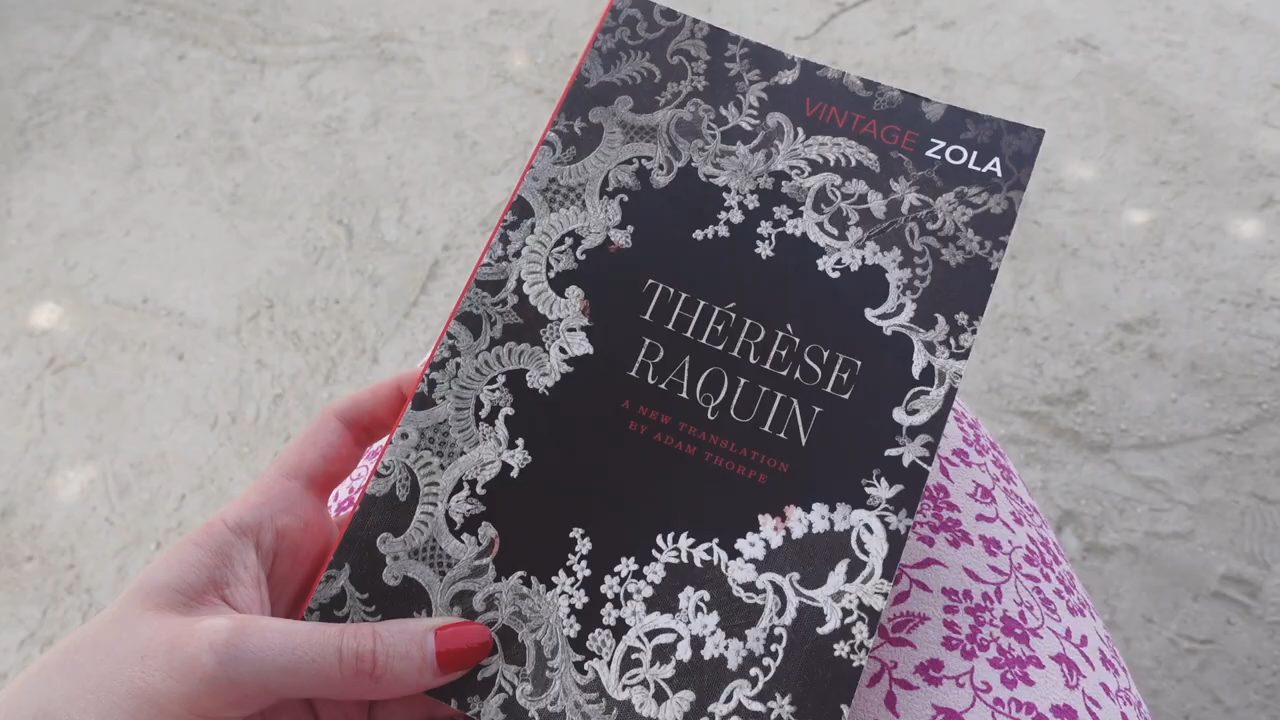 VINTAGE ZOLA
THÉRÈSE
RAQUIN
A NEW TRANSLATION
BY ADAM THORPE